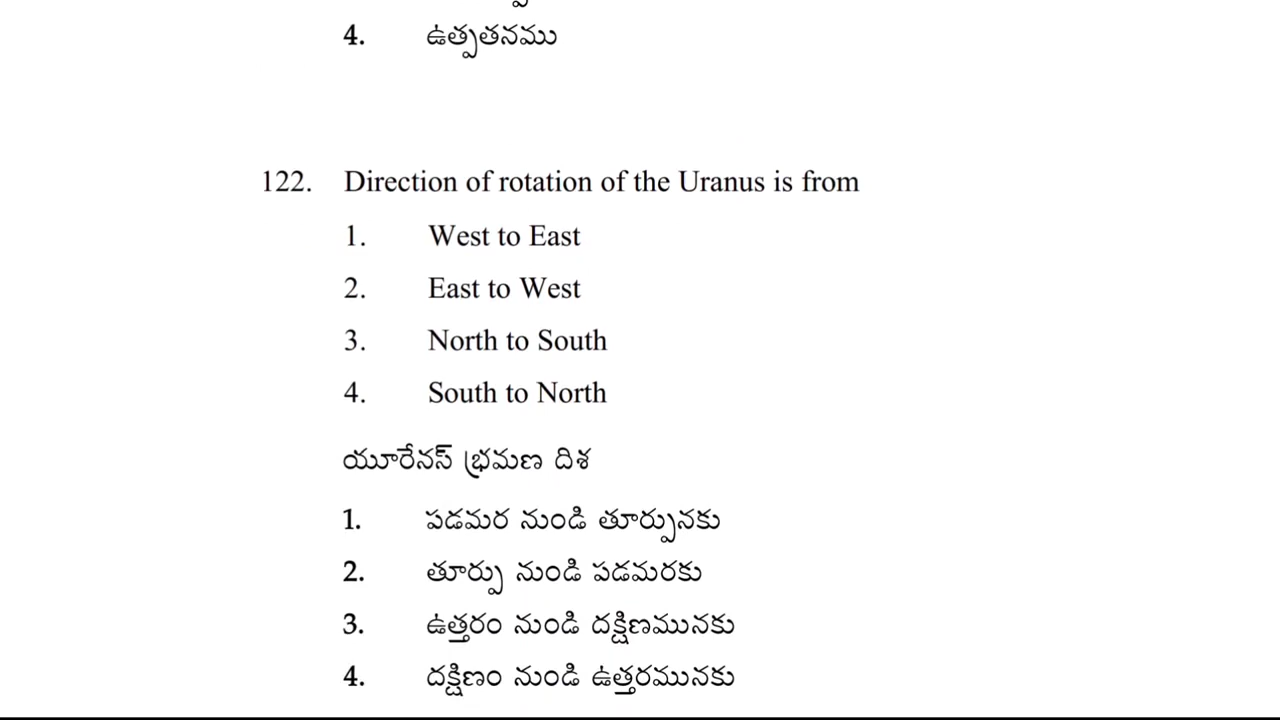 4. ఉత్పతనము
122. Direction of rotation of the Uranus is from
1. West to East
2. East to West
3. North to South
4. South to North
యూరేనస్ భ్రమణ దిశ
1. పడమర నుండి తూర్పునకు
2. తూర్పు నుండి పడమరకు
3. ఉత్తరం నుండి దక్షిణమునకు
4. దక్షిణం నుండి ఉత్తరమునకు